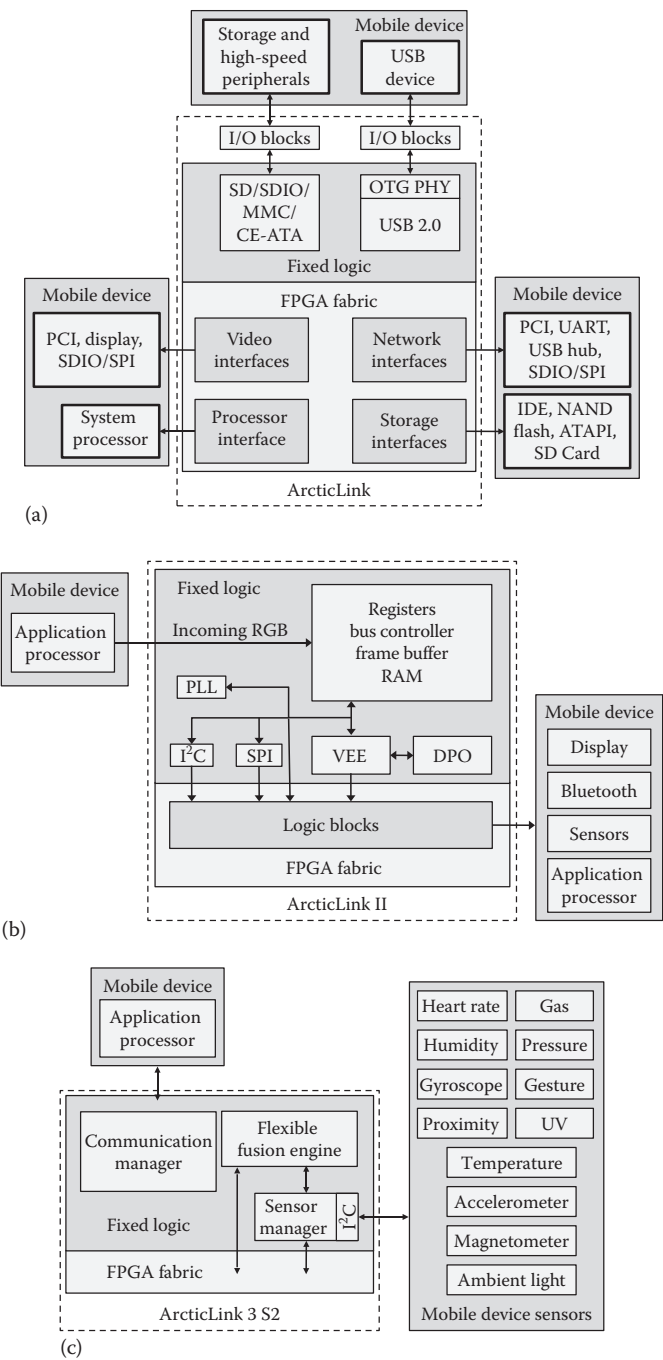 Mobile device
Storage and
high-speed
peripherals
USB
device
I/O blocks
I/O blocks
SD/SDIO/
MMC/
CE-ATA
OTG PHY
USB 2.0
Fixed logic
Mobile device
PCI, display,
SDIO/SPI
System
processor
FPGA fabric
Video
interfaces
Network
interfaces
Processor
interface
Storage
interfaces
Mobile device
PCI, UART,
USB hub,
SDIO/SPI
IDE, NAND
flash, ATAPI,
SD Card
ArcticLink
(a)
Mobile device
Application
processor
Fixed logic
Incoming RGB
Registers
bus controller
frame buffer
RAM
PLL
I²C
SPI
VEE
DPO
Logic blocks
FPGA fabric
ArcticLink II
Mobile device
Display
Bluetooth
Sensors
Application
processor
(b)
Mobile device
Application
processor
Communication
manager
Flexible
fusion engine
Sensor
manager
I²C
Fixed logic
FPGA fabric
ArcticLink 3 S2
Heart rate
Gas
Humidity
Pressure
Gyroscope
Gesture
Proximity
UV
Temperature
Accelerometer
Magnetometer
Ambient light
Mobile device sensors
(c)